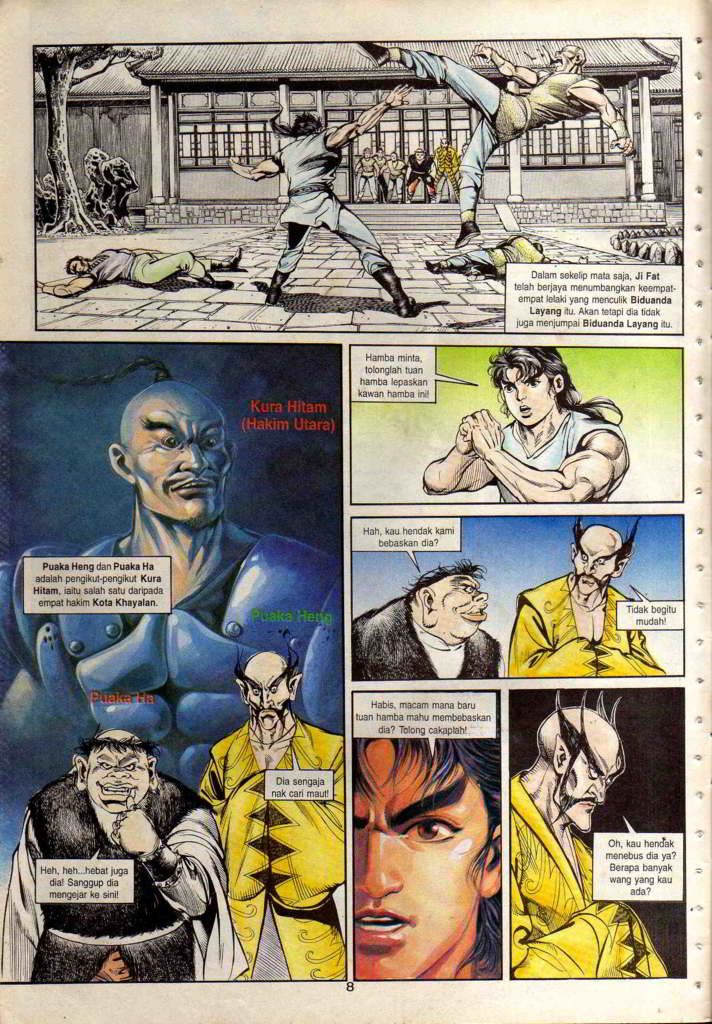 Dalam sekelip mata saja, Ji Fat
telah berjaya menumbangkan keempat-
empat lelaki yang menculik Biduanda
Layang itu. Akan tetapi dia tidak
juga menjumpai Biduanda Layang itu.
Kura Hitam
(Hakim Utara)
Puaka Heng dan Puaka Ha
adalah pengikut-pengikut Kura
Hitam, iaitu salah satu daripada
empat hakim Kota Khayalan.
Puaka Heng
Puaka Ha
Dia sengaja
nak cari maut!
Heh, heh...hebat
juga
dia! Sanggup dia
mengejar ke sini!
Hamba minta,
tolonglah tuan
hamba lepaskan
kawan hamba ini!
Hah, kau hendak kami
bebaskan dia?
Tidak begitu
mudah!
Habis, macam mana baru
tuan hamba mahu membebaskan
dia? Tolong cakaplah!
Oh, kau hendak
menebus dia ya?
Berapa banyak
wang yang kau
ada?
8